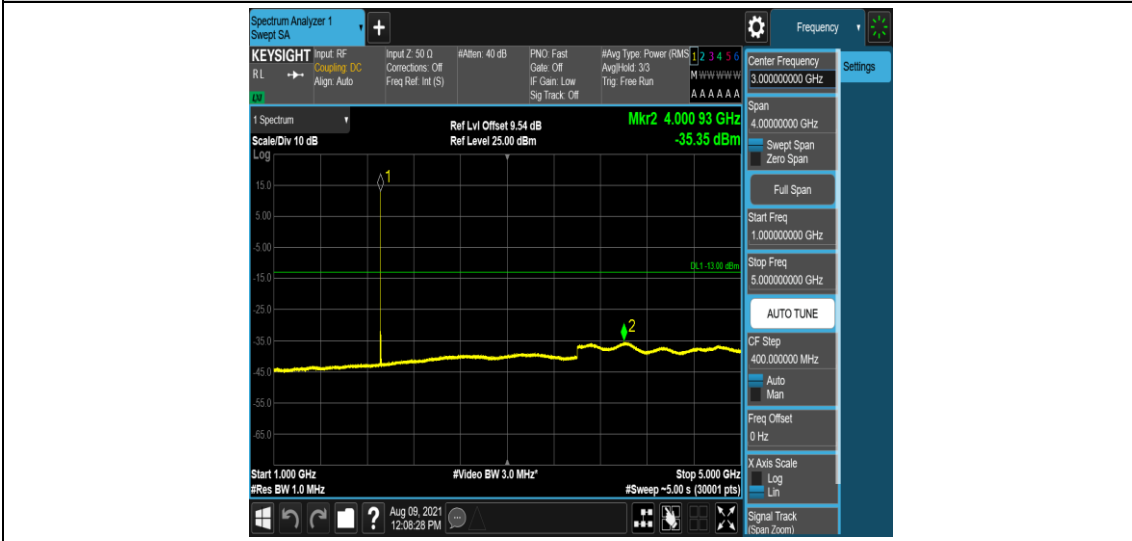 Spectrum Analyzer 1
Swept SA
+
Frequency
KEYSIGHT
RL
Input: RF
Coupling: DC
Align: Auto
Input Z: 50 Ω
Corrections: Off
Freq Ref: Int (S)
#Atten: 40 dB
PNO: Fast
Gate: Off
IF Gain: Low
Sig Track: Off
#Avg Type: Power (RMS
Avg|Hold: 3/3
Trig: Free Run
1 2 3 4 5 6
M W W W W W
A A A A A A
1 Spectrum
Scale/Div 10 dB
Log
Ref Lvl Offset 9.54 dB
Ref Level 25.00 dBm
Mkr2 4.000 93 GHz
-35.35 dBm
15.0
5.00
-5.00
-15.0
-25.0
-35.0
-45.0
-55.0
-65.0
1
2
DL1 -13.00 dBm
Start 1.000 GHz
#Res BW 1.0 MHz
#Video BW 3.0 MHz*
Stop 5.000 GHz
#Sweep ~5.00 s (30001 pts)
Center Frequency
3.000000000 GHz
Settings
Span
4.00000000 GHz
Swept Span
Zero Span
Full Span
Start Freq
1.000000000 GHz
Stop Freq
5.000000000 GHz
AUTO TUNE
CF Step
400.000000 MHz
Auto
Man
Freq Offset
0 Hz
X Axis Scale
Log
Lin
Signal Track
(Span Zoom)
?
Aug 09, 2021
12:08:28 PM